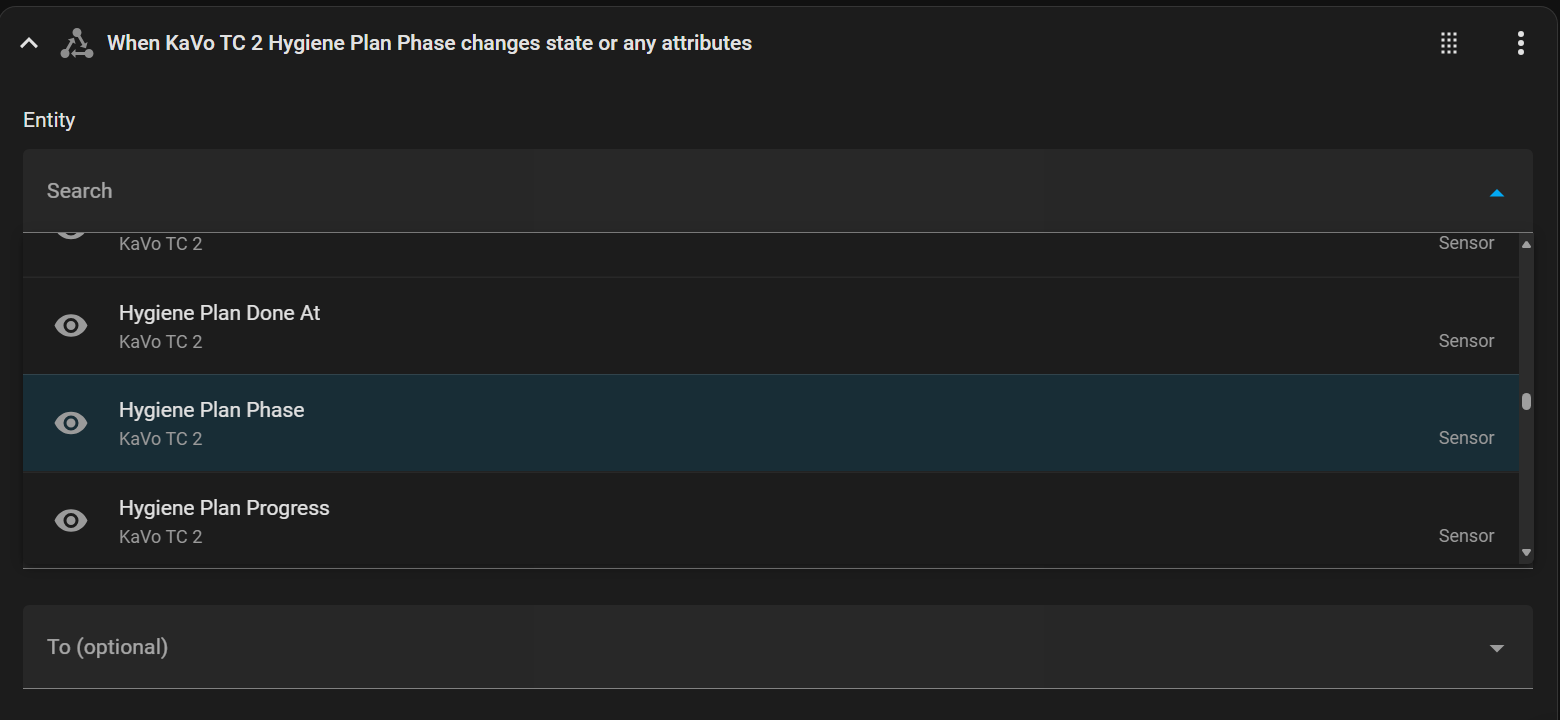 When KaVo TC 2 Hygiene Plan Phase changes state or any attributes
Entity
Search
KaVo TC 2
Sensor
Hygiene Plan Done At
KaVo TC 2
Sensor
Hygiene Plan Phase
KaVo TC 2
Sensor
Hygiene Plan Progress
KaVo TC 2
Sensor
To (optional)